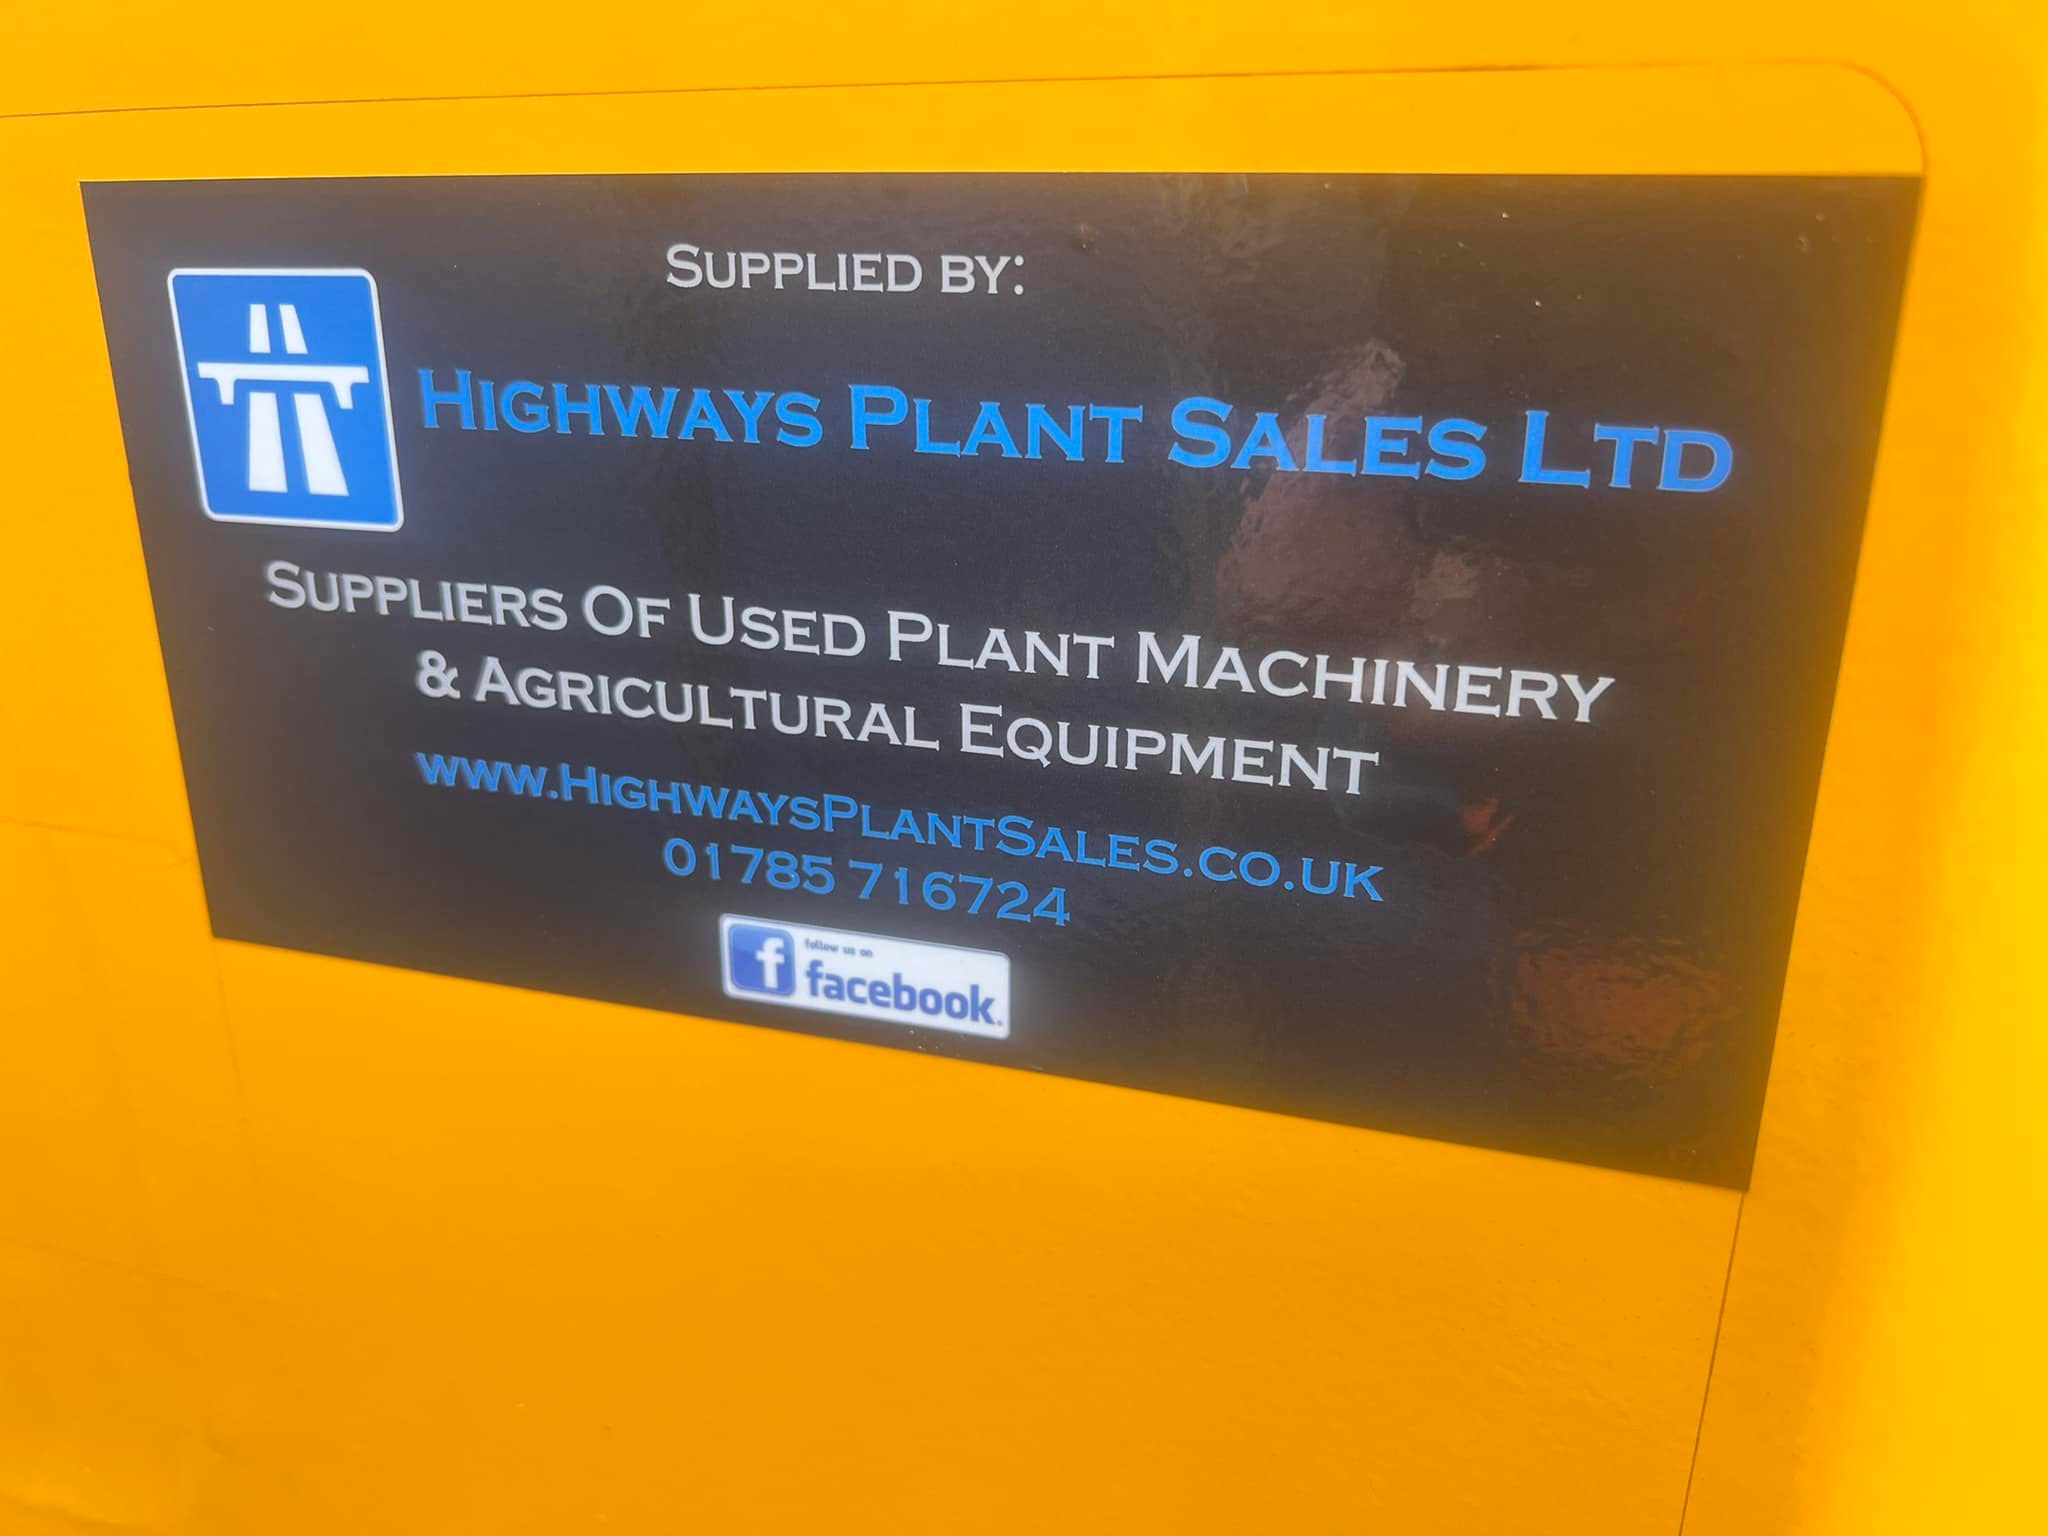 Supplied by:
Highways Plant Sales Ltd
Suppliers Of Used Plant Machinery
& Agricultural Equipment
www.HighwaysPlantSales.co.uk
01785 716724
f follow us on
facebook.